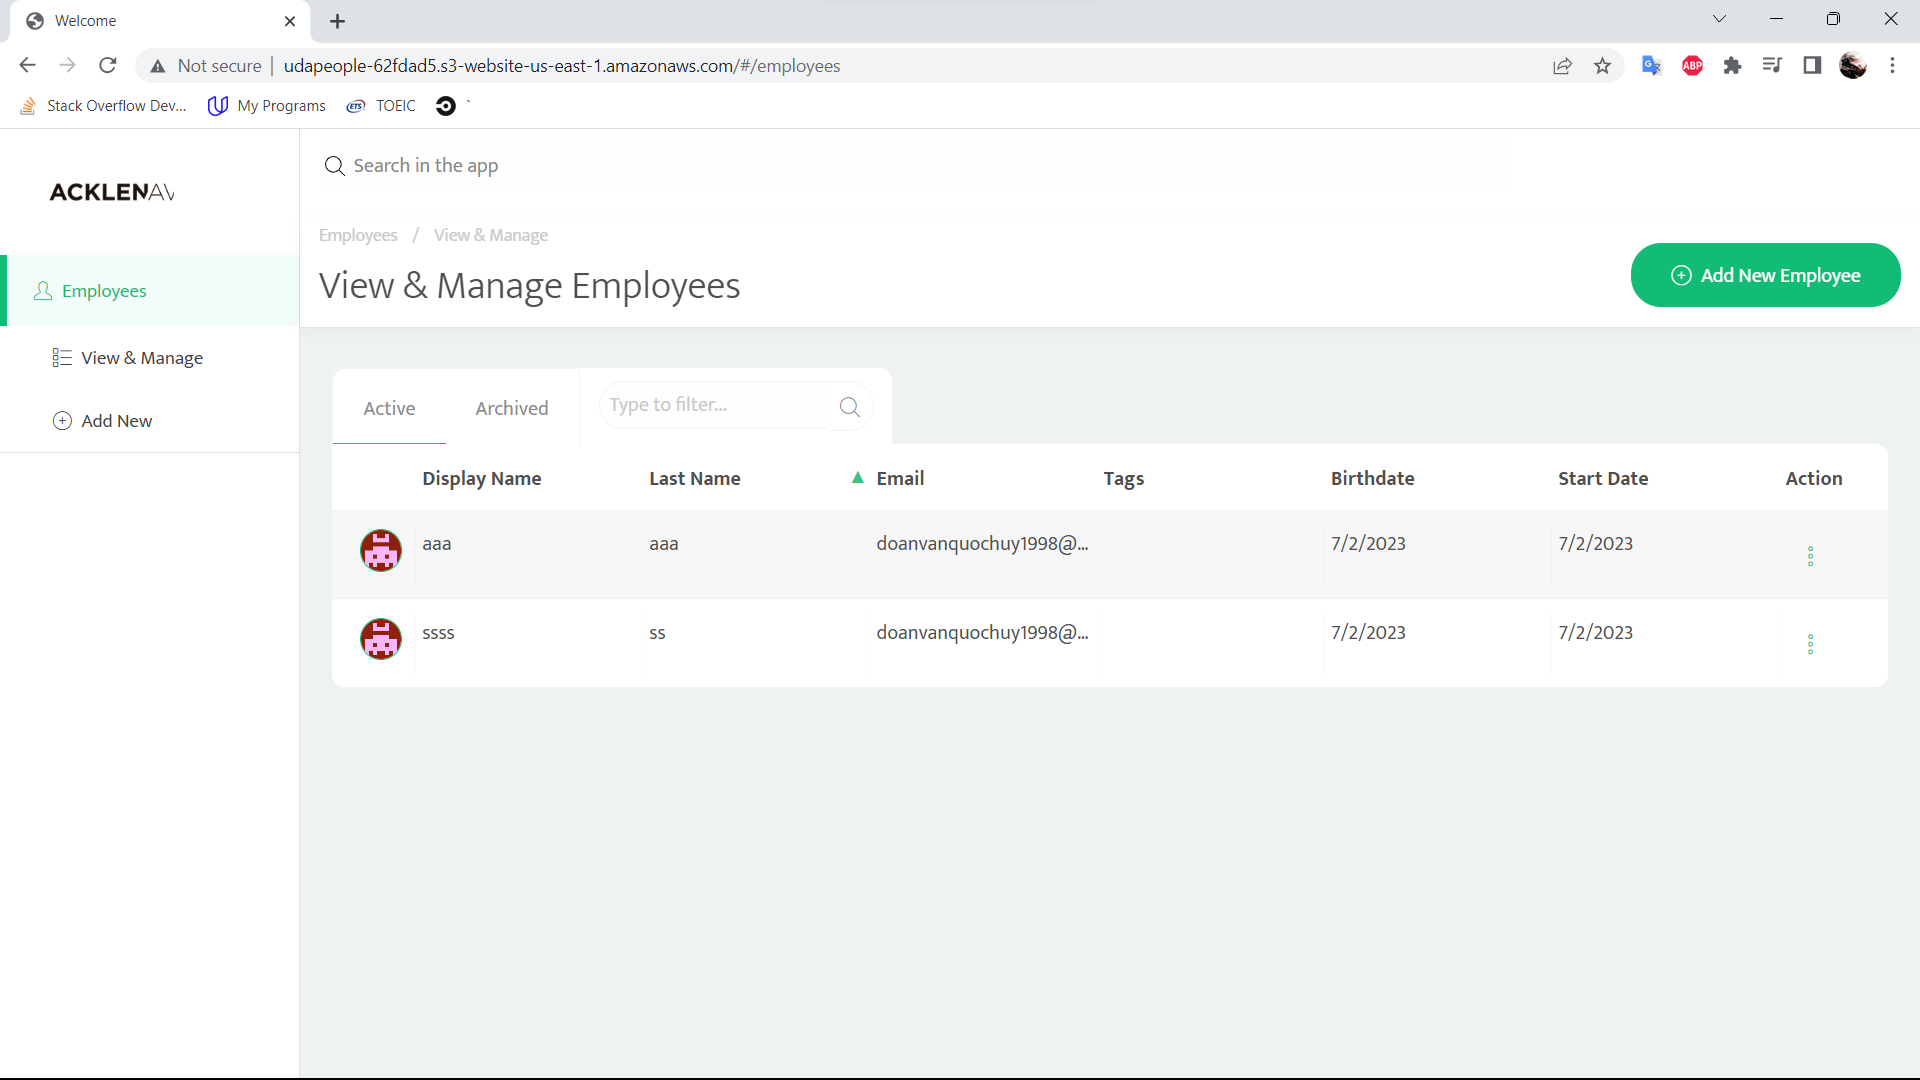 Welcome
Not secure | udapeople-62fdad5.s3-website-us-east-1.amazonaws.com/#/employees
ABP
Stack Overflow Dev... My Programs ETS TOEIC `
Search in the app
ACKLENAV
Employees / View & Manage
View & Manage Employees
Add New Employee
Employees
View & Manage
Add New
Active Archived Type to filter...
Display Name Last Name Email Tags Birthdate Start Date Action
aaa aaa doanvanquochuy1998@... 7/2/2023 7/2/2023
ssss ss doanvanquochuy1998@... 7/2/2023 7/2/2023